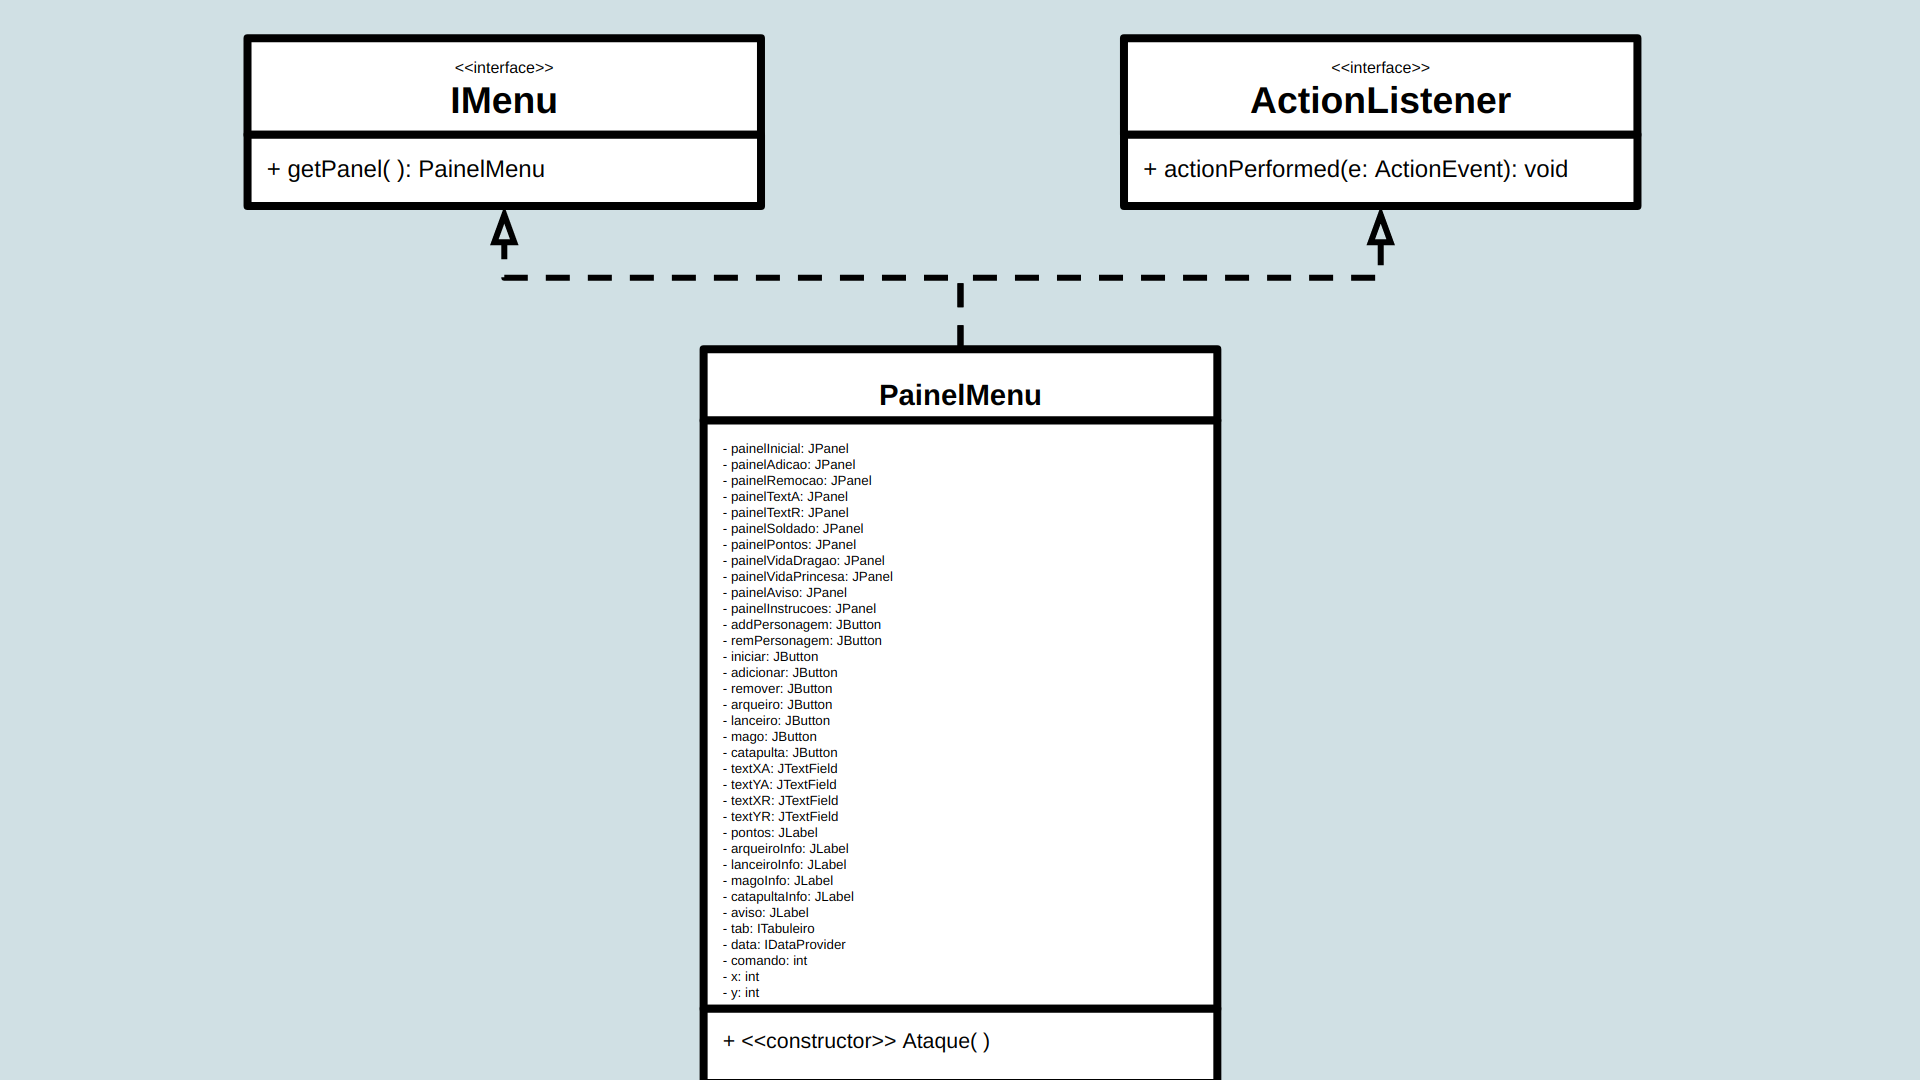 <<interface>>
IMenu
+ getPanel( ): PainelMenu
<<interface>>
ActionListener
+ actionPerformed(e: ActionEvent): void
PainelMenu
- painelInicial: JPanel
- painelAdicao: JPanel
- painelRemocao: JPanel
- painelTextA: JPanel
- painelTextR: JPanel
- painelSoldado: JPanel
- painelPontos: JPanel
- painelVidaDragao: JPanel
- painelVidaPrincesa: JPanel
- painelAviso: JPanel
- painelInstrucoes: JPanel
- addPersonagem: JButton
- remPersonagem: JButton
- iniciar: JButton
- adicionar: JButton
- remover: JButton
- arqueiro: JButton
- lanceiro: JButton
- mago: JButton
- catapulta: JButton
- textXA: JTextField
- textYA: JTextField
- textXR: JTextField
- textYR: JTextField
- pontos: JLabel
- arqueiroInfo: JLabel
- lanceiroInfo: JLabel
- magoInfo: JLabel
- catapultaInfo: JLabel
- aviso: JLabel
- tab: ITabuleiro
- data: IDataProvider
- comando: int
- x: int
- y: int
+ <<constructor>> Ataque( )